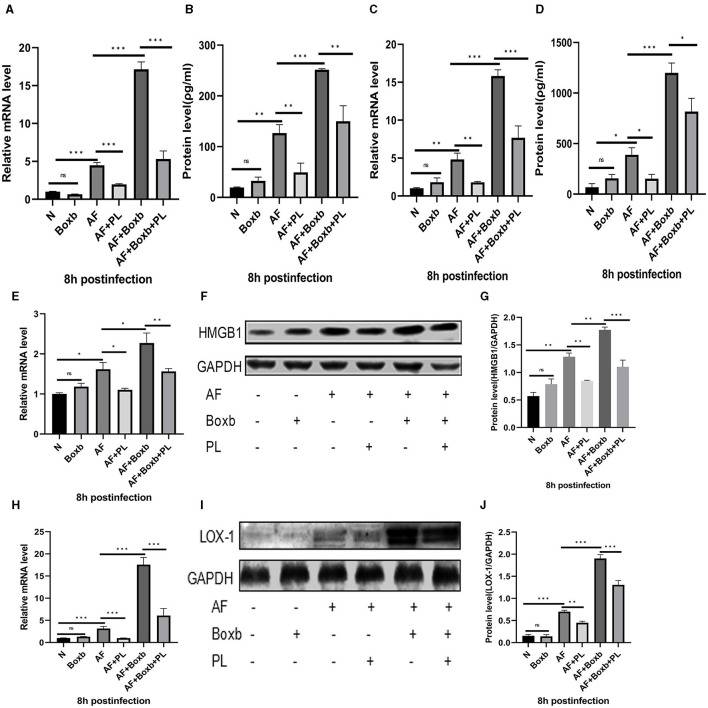 A
Relative mRNA level
20
15
10
5
0
ns
***
***
***
***
N
Boxb
AF
AF+PL
AF+Boxb
AF+Boxb+PL
8h postinfection
B
Protein level(pg/ml)
300
200
100
0
ns
**
**
***
**
N
Boxb
AF
AF+PL
AF+Boxb
AF+Boxb+PL
8h postinfection
C
Relative mRNA level
20
15
10
5
0
ns
**
**
***
***
N
Boxb
AF
AF+PL
AF+Boxb
AF+Boxb+PL
8h postinfection
D
Protein level(pg/ml)
1500
1000
500
0
ns
*
*
***
*
N
Boxb
AF
AF+PL
AF+Boxb
AF+Boxb+PL
8h postinfection
E
Relative mRNA level
3
2
1
0
ns
*
*
*
**
N
Boxb
AF
AF+PL
AF+Boxb
AF+Boxb+PL
8h postinfection
F
HMGB1
GAPDH
AF - - + + + +
Boxb - + - - + +
PL - - - + - +
G
Protein level(HMGB1/GAPDH)
2.0
1.5
1.0
0.5
0.0
ns
**
**
**
***
N
Boxb
AF
AF+PL
AF+Boxb
AF+Boxb+PL
8h postinfection
H
Relative mRNA level
25
20
15
10
5
0
ns
***
***
***
***
N
Boxb
AF
AF+PL
AF+Boxb
AF+Boxb+PL
8h postinfection
I
LOX-1
GAPDH
AF - - + + + +
Boxb - + - - + +
PL - - - + - +
J
Protein level(LOX-1/GAPDH)
2.5
2.0
1.5
1.0
0.5
0.0
ns
***
**
***
***
N
Boxb
AF
AF+PL
AF+Boxb
AF+Boxb+PL
8h postinfection